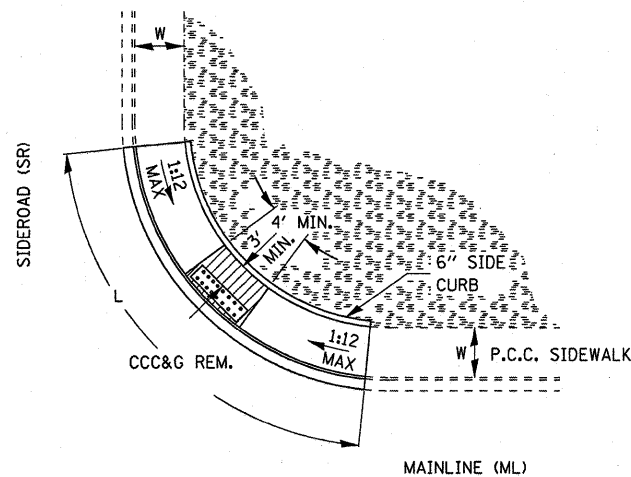 W
SIDEROAD (SR)
1:12
MAX
4' MIN.
3'
MIN.
6" SIDE
CURB
L
1:12
MAX
W
P.C.C. SIDEWALK
CCC&G REM.
MAINLINE (ML)